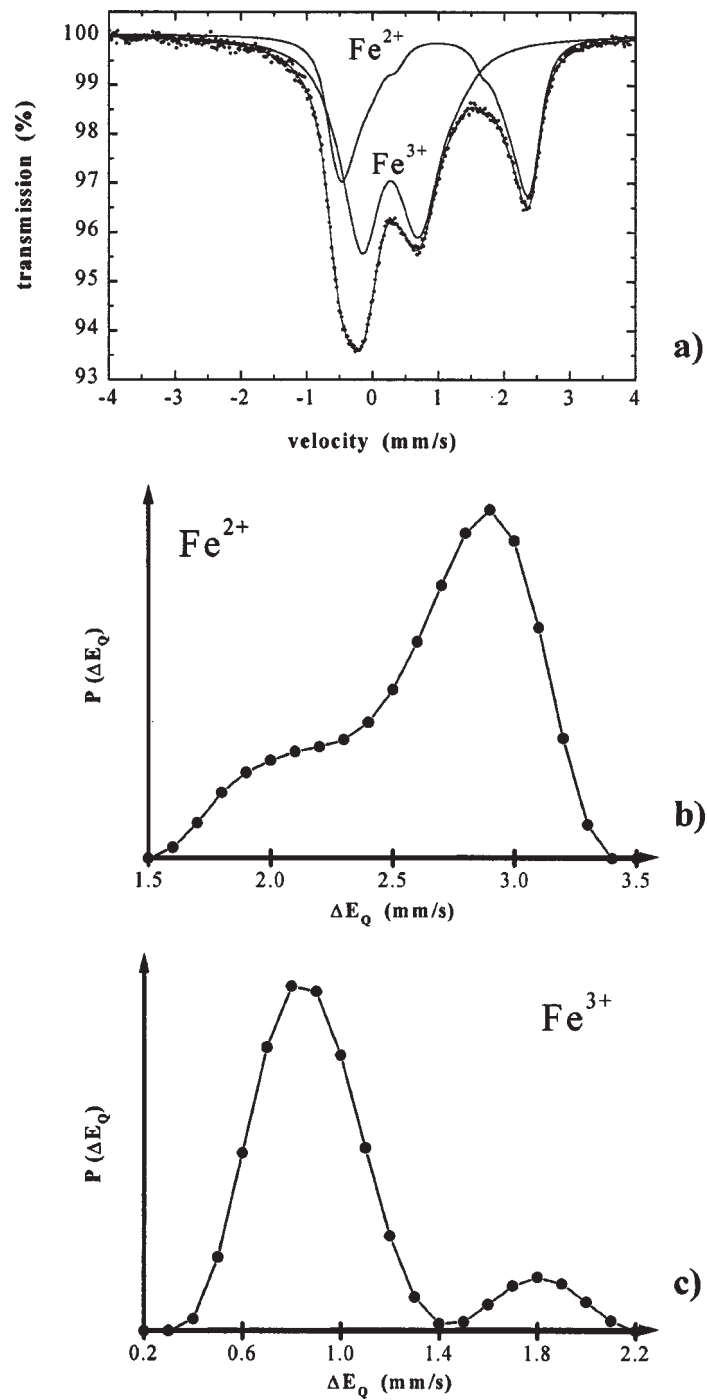 100
99
98
97
96
95
94
93
transmission (%)
Fe2+
Fe3+
-4 -3 -2 -1 0 1 2 3 4
velocity (mm/s)
a)
Fe2+
P (ΔEQ)
1.5 2.0 2.5 3.0 3.5
ΔEQ (mm/s)
b)
Fe3+
P (ΔEQ)
0.2 0.6 1.0 1.4 1.8 2.2
ΔEQ (mm/s)
c)